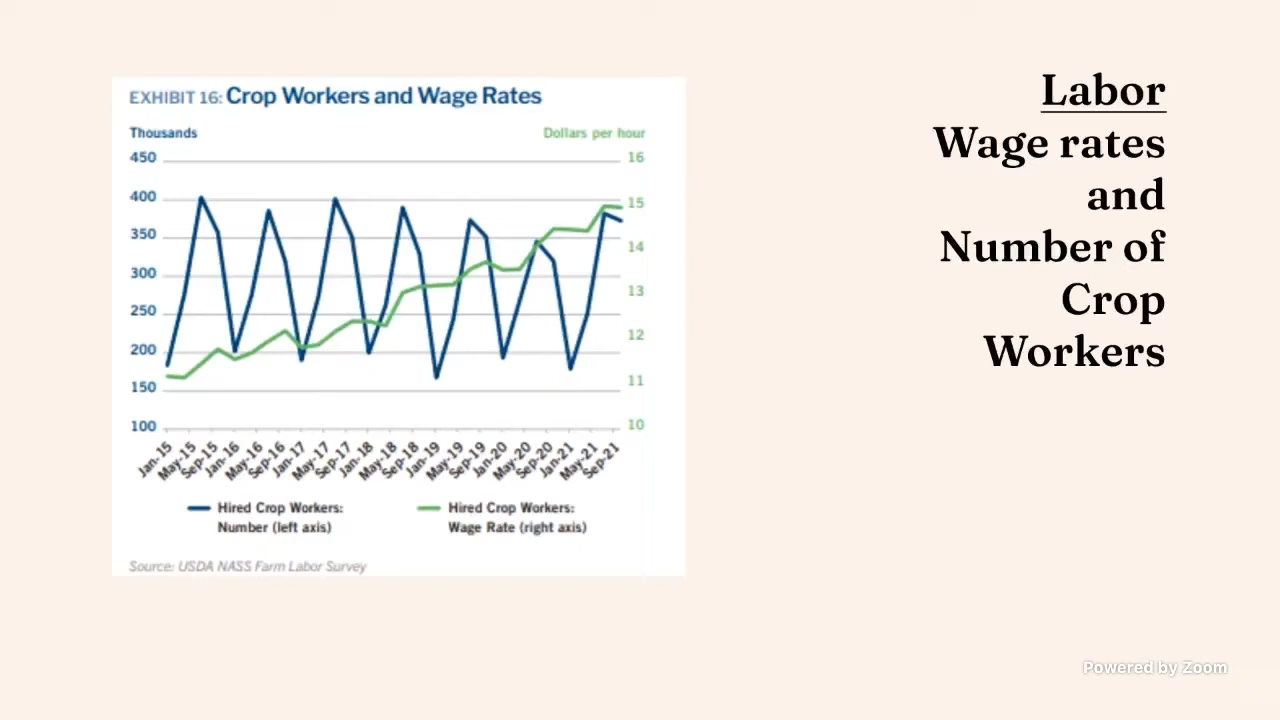 EXHIBIT 16: Crop Workers and Wage Rates
Thousands
Dollars per hour
450
400
350
300
250
200
150
100
16
15
14
13
12
11
10
Jan-15
May-15
Sep-15
Jan-16
May-16
Sep-16
Jan-17
May-17
Sep-17
Jan-18
May-18
Sep-18
Jan-19
May-19
Sep-19
Jan-20
May-20
Sep-20
Jan-21
May-21
Sep-21
Hired Crop Workers:
Number (left axis)
Hired Crop Workers:
Wage Rate (right axis)
Source: USDA NASS Farm Labor Survey
Labor
Wage rates
and
Number of
Crop
Workers
Powered by Zoom